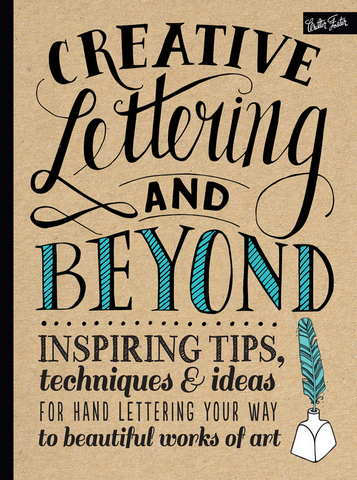 Walter Foster
CREATIVE
Lettering
AND
BEYOND
INSPIRING TIPS,
techniques & ideas
FOR HAND LETTERING YOUR WAY
to beautiful works of art